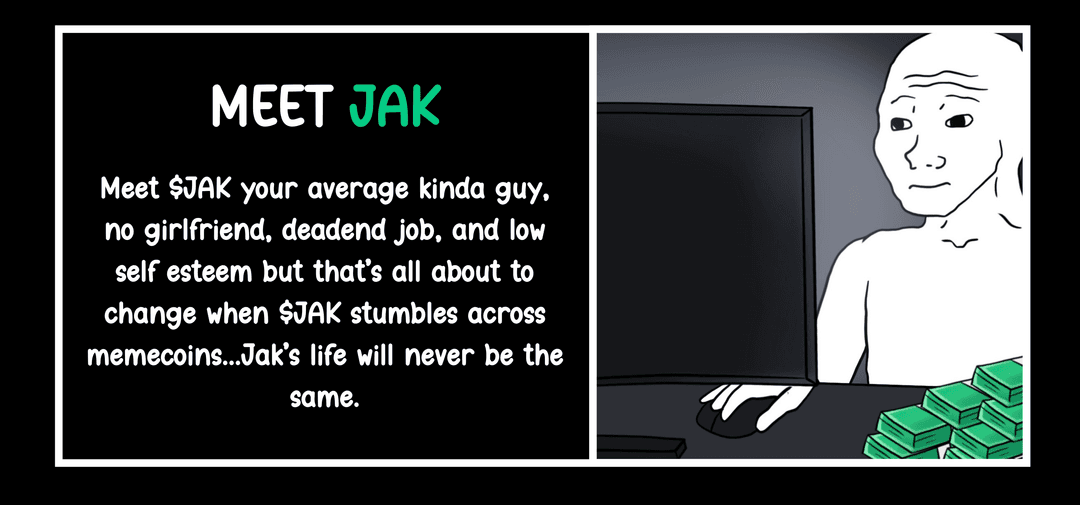 MEET JAK
Meet $JAK your average kinda guy,
no girlfriend, deadend job, and low
self esteem but that's all about to
change when $JAK stumbles across
memecoins...Jak's life will never be the
same.